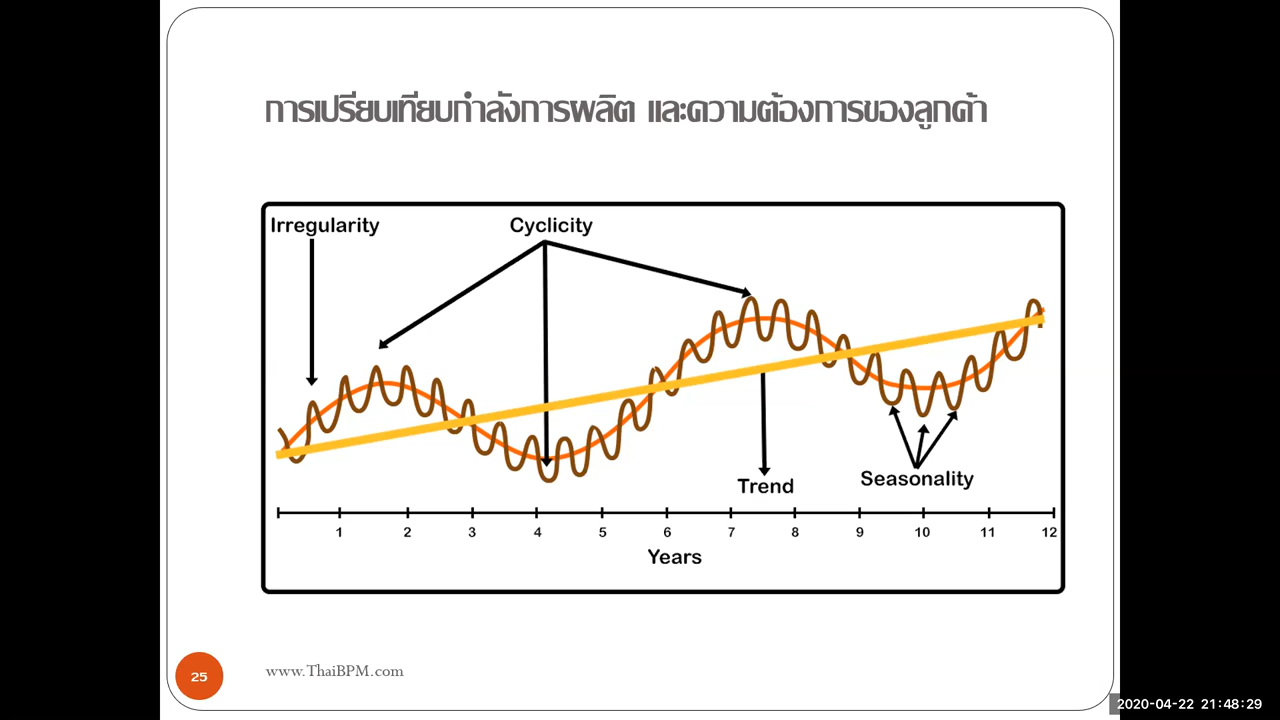 การเปรียบเทียบกำลังการผลิต และความต้องการของลูกค้า
Irregularity
Cyclicity
Trend
Seasonality
1 2 3 4 5 6 7 8 9 10 11 12
Years
25
www.ThaiBPM.com
2020-04-22 21:48:29